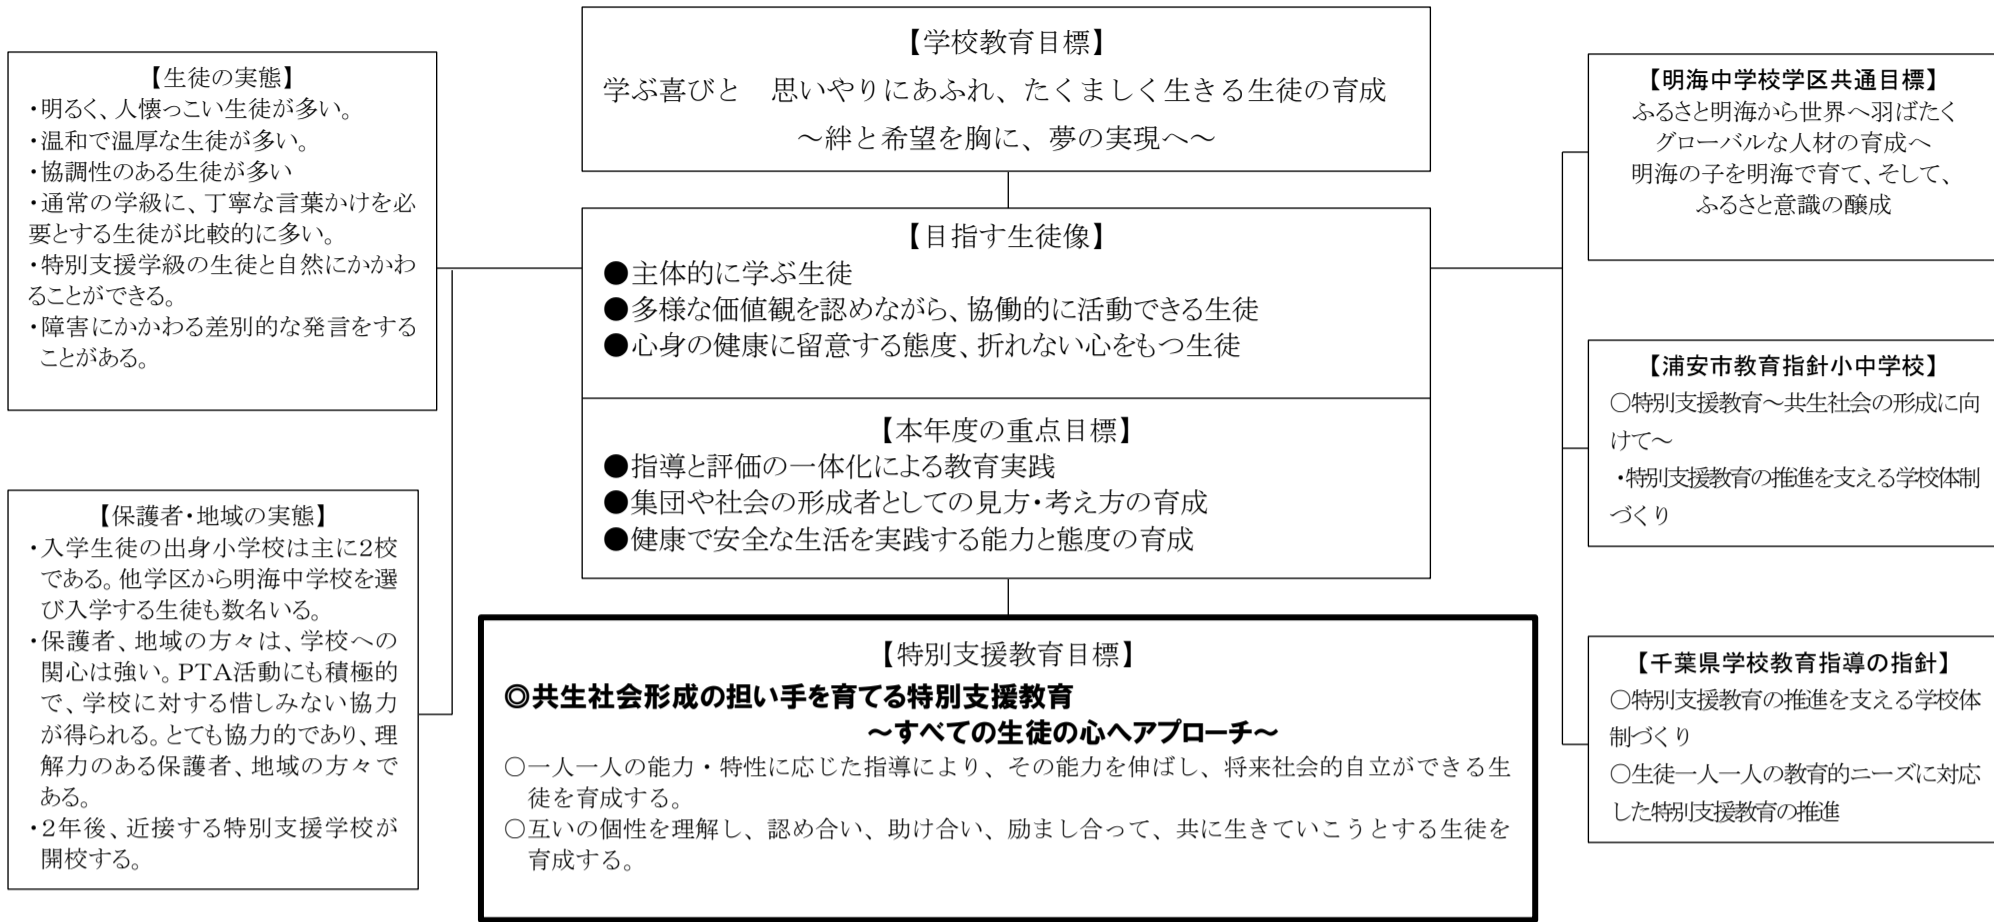 【学校教育目標】
学ぶ喜びと　思いやりにあふれ、たくましく生きる生徒の育成
～絆と希望を胸に、夢の実現へ～
【生徒の実態】
・明るく、人懐っこい生徒が多い。
・温和で温厚な生徒が多い。
・協調性のある生徒が多い
・通常の学級に、丁寧な言葉かけを必
要とする生徒が比較的に多い。
・特別支援学級の生徒と自然にかかわ
ることができる。
・障害にかかわる差別的な発言をする
ことがある。
【保護者・地域の実態】
・入学生徒の出身小学校は主に2校
である。他学区から明海中学校を選
び入学する生徒も数名いる。
・保護者、地域の方々は、学校への
関心は強い。PTA活動にも積極的
で、学校に対する惜しみない協力
が得られる。とても協力的であり、理
解力のある保護者、地域の方々で
ある。
・2年後、近接する特別支援学校が
開校する。
【目指す生徒像】
●主体的に学ぶ生徒
●多様な価値観を認めながら、協働的に活動できる生徒
●心身の健康に留意する態度、折れない心をもつ生徒
【本年度の重点目標】
●指導と評価の一体化による教育実践
●集団や社会の形成者としての見方・考え方の育成
●健康で安全な生活を実践する能力と態度の育成
【特別支援教育目標】
◎共生社会形成の担い手を育てる特別支援教育
～すべての生徒の心へアプローチ～
○一人一人の能力・特性に応じた指導により、その能力を伸ばし、将来社会的自立ができる生
徒を育成する。
○互いの個性を理解し、認め合い、助け合い、励まし合って、共に生きていこうとする生徒を
育成する。
【明海中学校学区共通目標】
ふるさと明海から世界へ羽ばたく
グローバルな人材の育成へ
明海の子を明海で育て、そして、
ふるさと意識の醸成
【浦安市教育指針小中学校】
○特別支援教育～共生社会の形成に向
けて～
・特別支援教育の推進を支える学校体制
づくり
【千葉県学校教育指導の指針】
○特別支援教育の推進を支える学校体
制づくり
○生徒一人一人の教育的ニーズに対応
した特別支援教育の推進